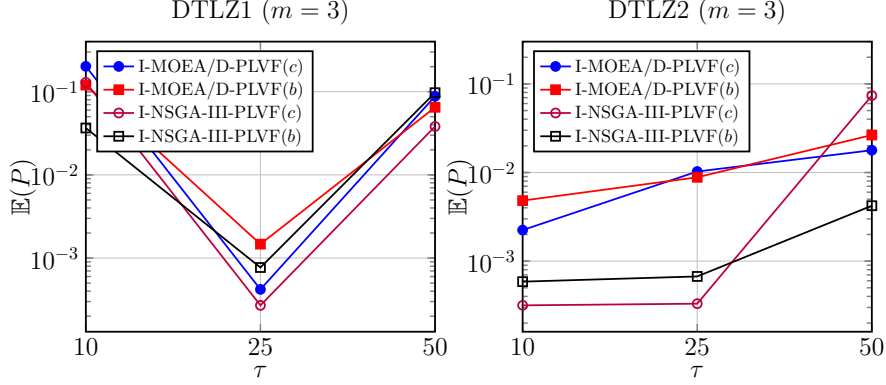 DTLZ1 (m = 3)
10⁻¹
10⁻³
𝔼(P)
I-MOEA/D-PLVF(c)
I-MOEA/D-PLVF(b)
I-NSGA-III-PLVF(c)
I-NSGA-III-PLVF(b)
10 25 50
τ
DTLZ2 (m = 3)
10⁻¹
10⁻²
10⁻³
𝔼(P)
I-MOEA/D-PLVF(c)
I-MOEA/D-PLVF(b)
I-NSGA-III-PLVF(c)
I-NSGA-III-PLVF(b)
10 25 50
τ